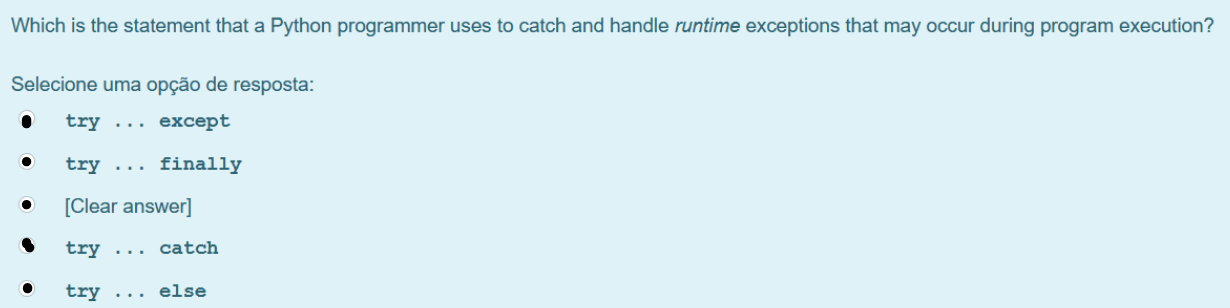 Which is the statement that a Python programmer uses to catch and handle runtime exceptions that may occur during program execution?
Selecione uma opção de resposta:
try ... except
try ... finally
[Clear answer]
try ... catch
try ... else